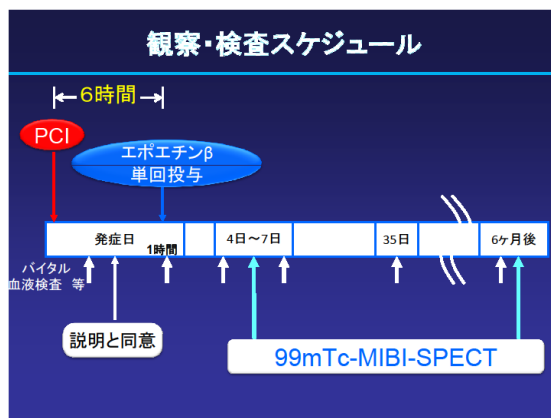 観察・検査スケジュール
6時間
PCI
エポエチンβ
単回投与
発症日
1時間
4日～7日
35日
6ヶ月後
バイタル
血液検査 等
説明と同意
99mTc-MIBI-SPECT